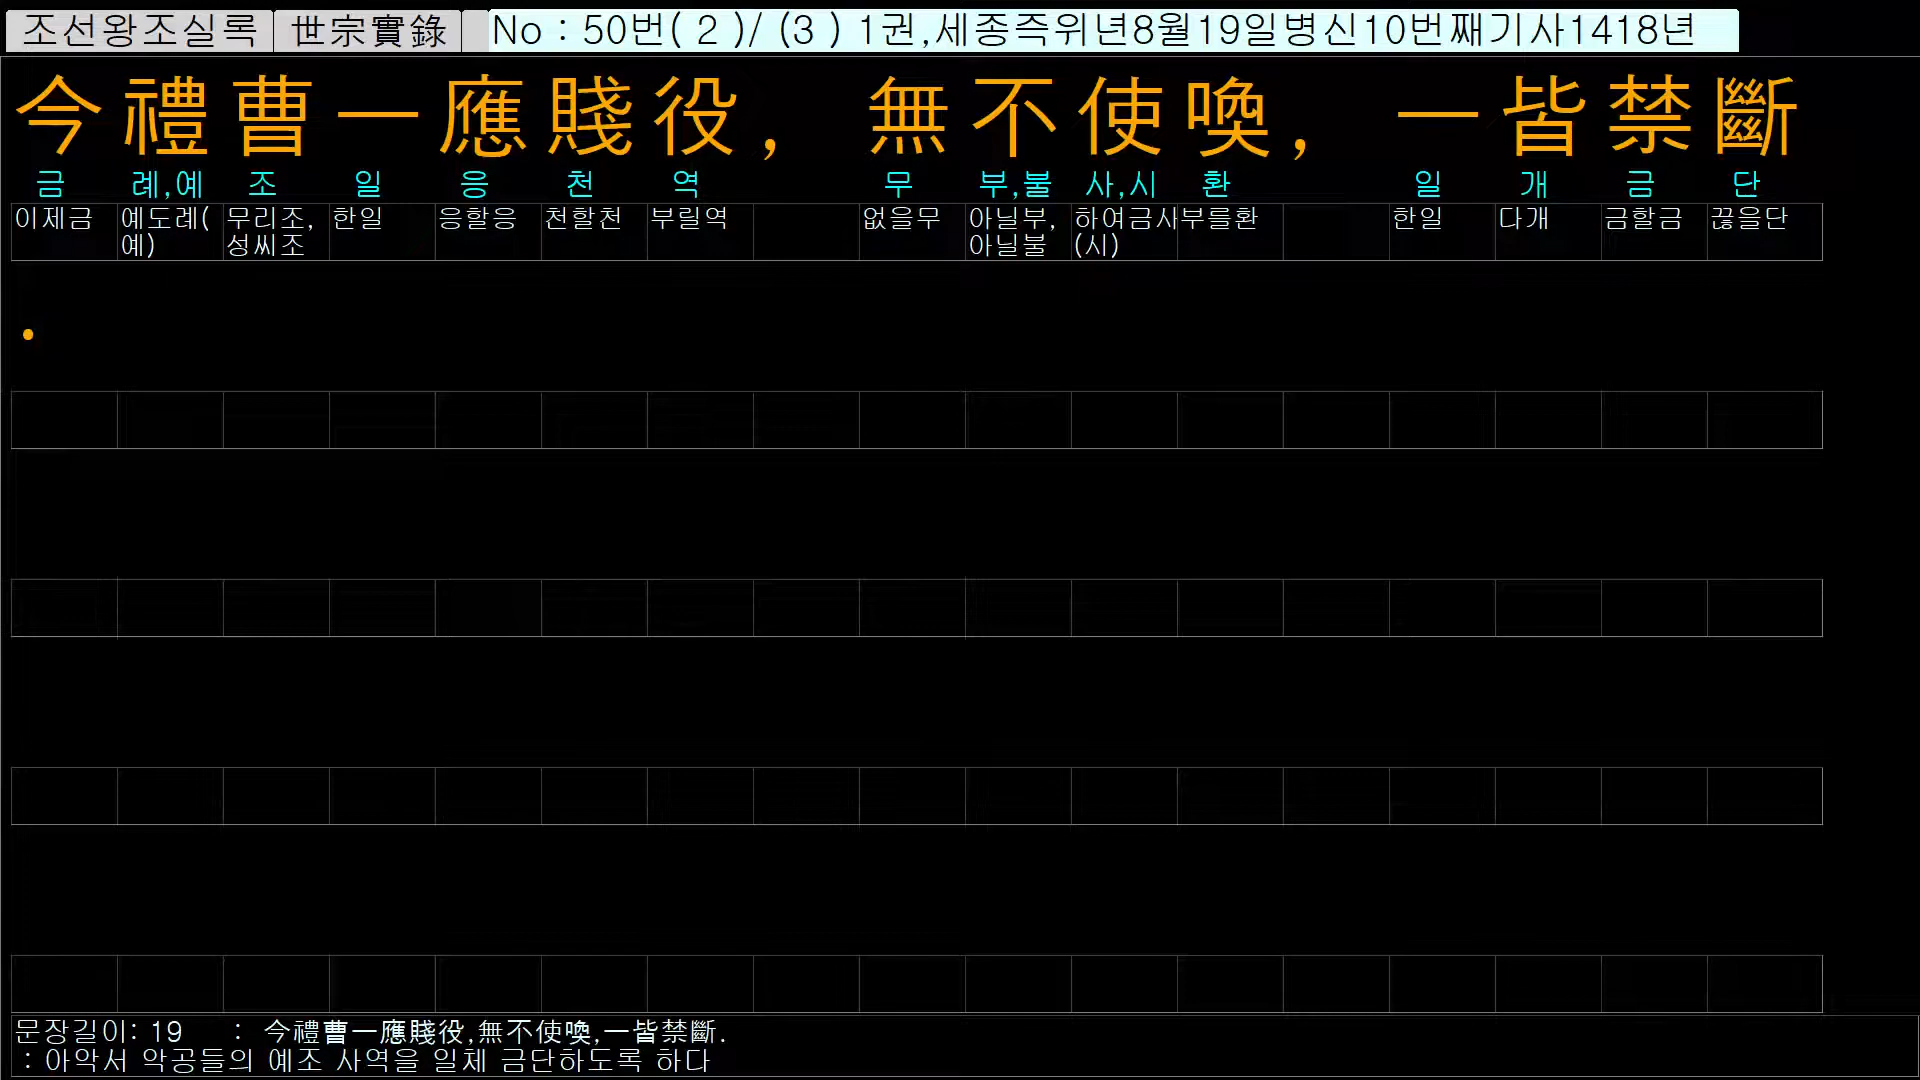 조선왕조실록 世宗實錄 No : 50번( 2 )/ (3 ) 1권,세종즉위년8월19일병신10번째기사1418년
今禮曹一應賤役, 無不使喚, 一皆禁斷
금 례,예 조 일 응 천 역 무 부,불 사,시 환 일 개 금 단
이제금 예도례(예) 무리조,성씨조 한일 응할응 천할천 부릴역 없을무 아닐부,아닐불 하여금사(시) 부를환 한일 다개 금할금 끊을단
.
문장길이: 19 : 今禮曹一應賤役,無不使喚,一皆禁斷.
: 아악서 악공들의 예조 사역을 일체 금단하도록 하다